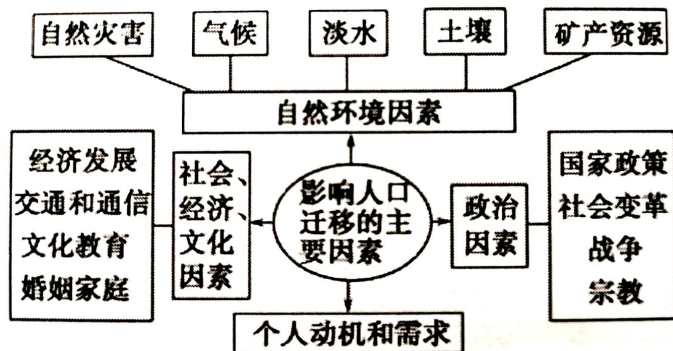 自然灾害
气候
淡水
土壤
矿产资源
自然环境因素
经济发展
交通和通信
文化教育
婚姻家庭
社会、
经济、
文化
因素
影响人口
迁移的主
要因素
政治
因素
国家政策
社会变革
战争
宗教
个人动机和需求